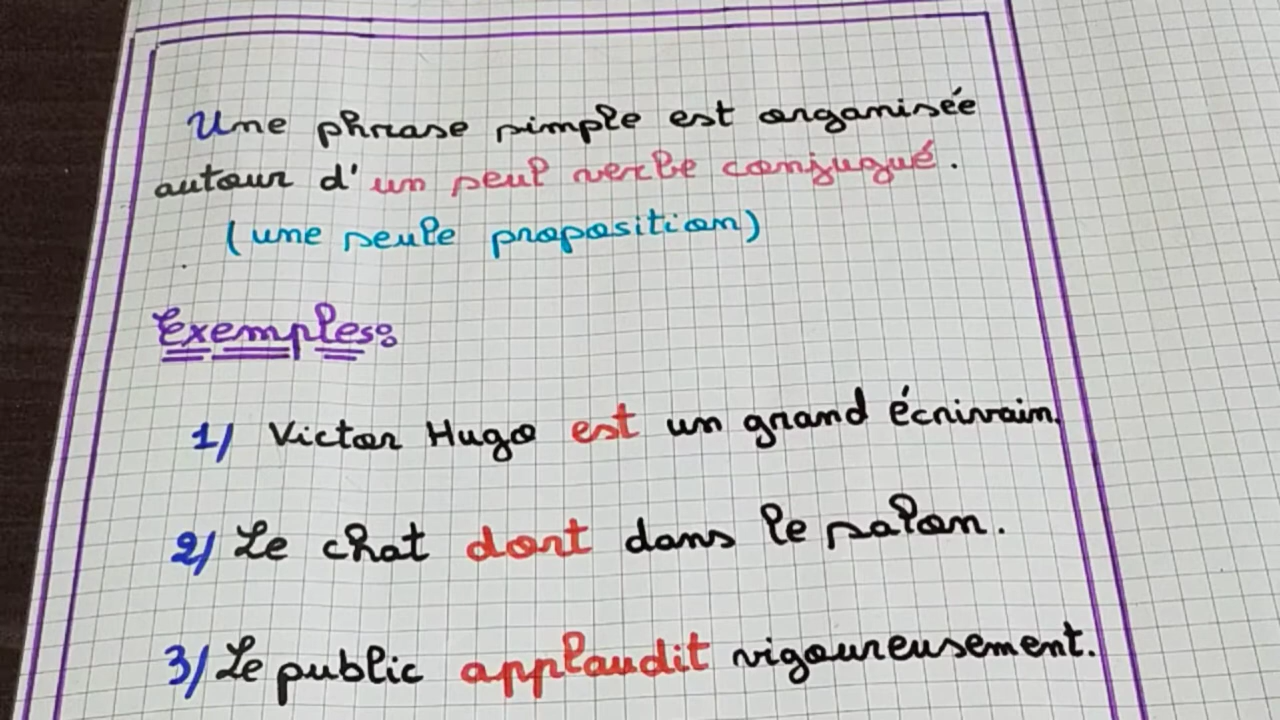 Une phrase simple est organisée
autour d'un seul verbe conjugué.
(une seule proposition)
Exemples:
1/ Victor Hugo est un grand écrivain.
2/ Le chat dort dans le salon.
3/ Le public applaudit vigoureusement.